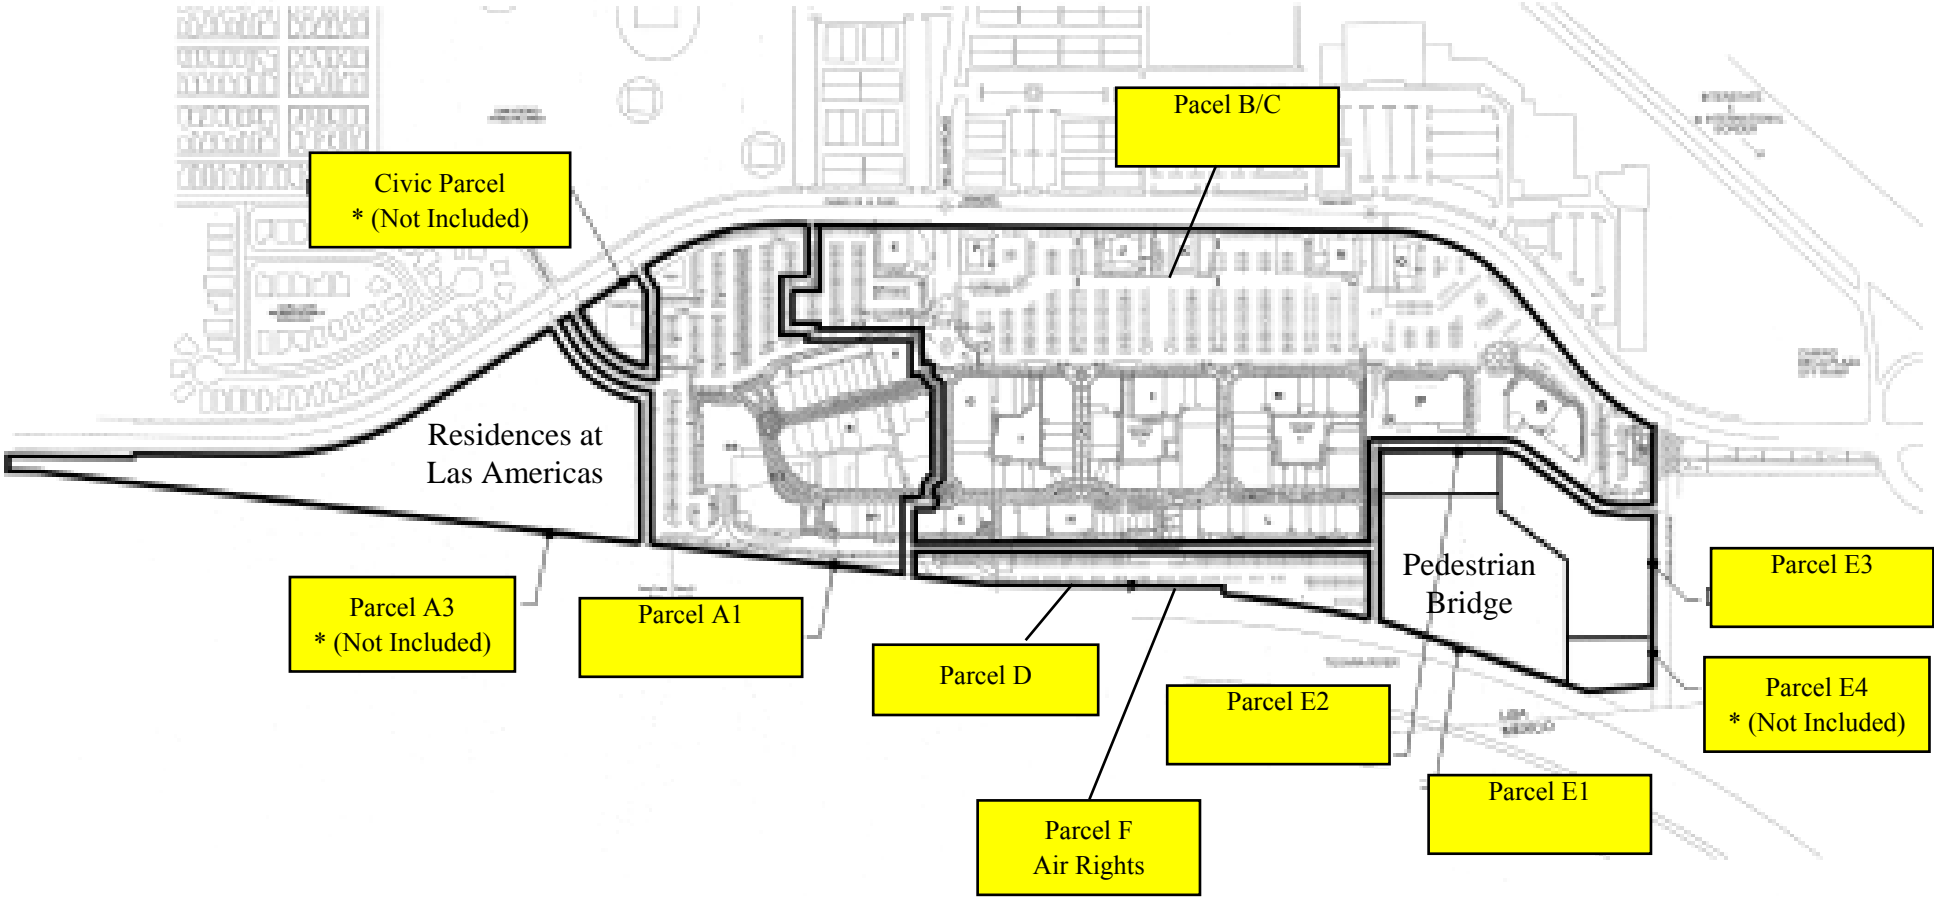 Pacel B/C
Civic Parcel
* (Not Included)
Residences at
Las Americas
Pedestrian
Bridge
Parcel E3
Parcel A3
* (Not Included)
Parcel A1
Parcel D
Parcel E2
Parcel E4
* (Not Included)
Parcel E1
Parcel F
Air Rights